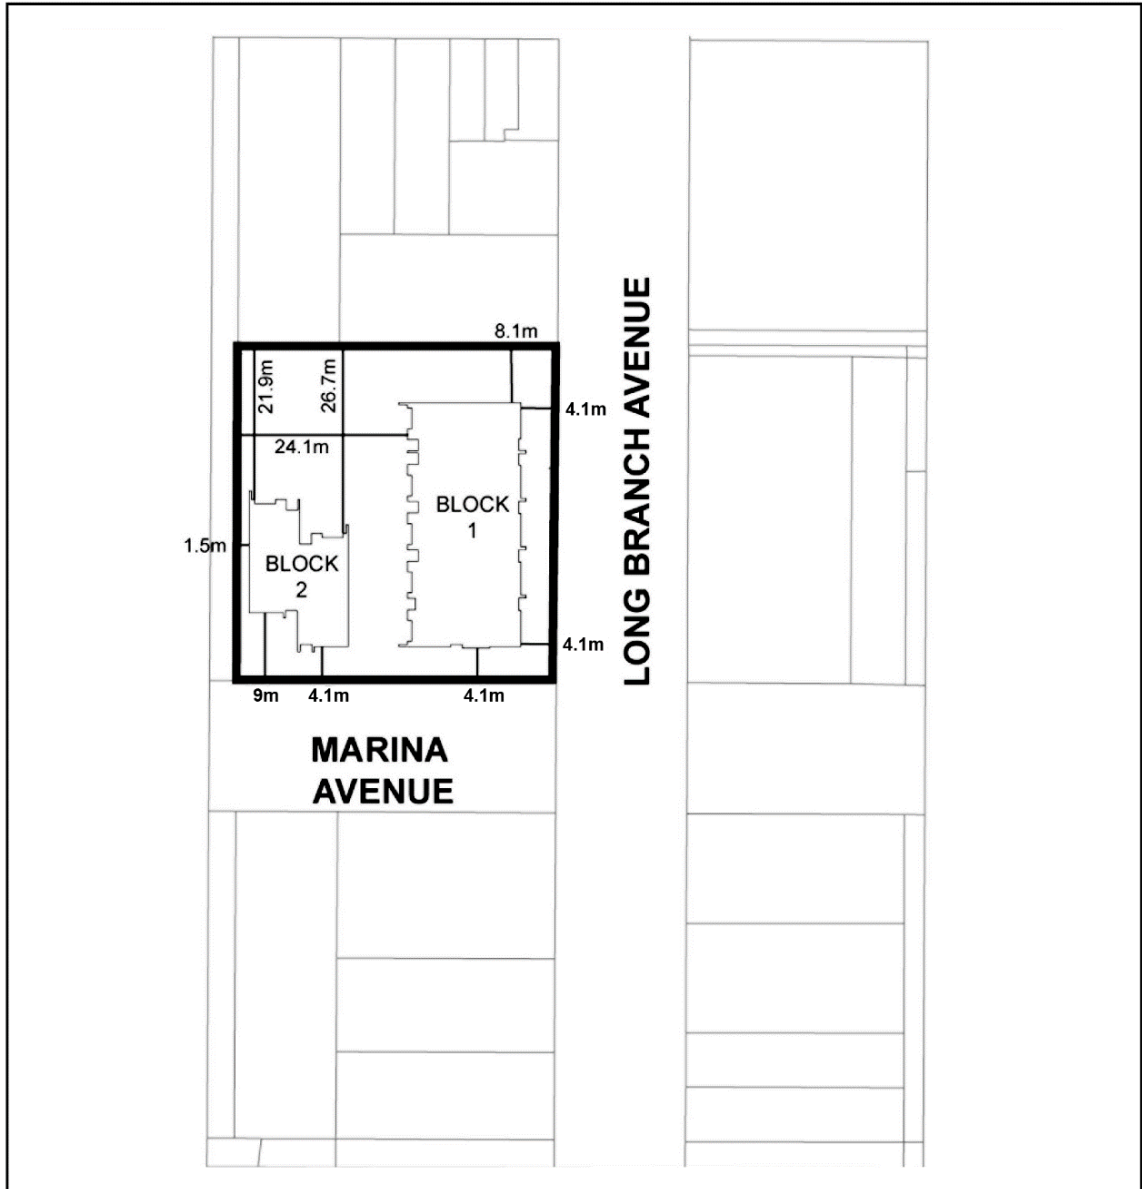 8.1m
21.9m
26.7m
4.1m
24.1m
BLOCK
1
LONG BRANCH AVENUE
1.5m
BLOCK
2
4.1m
9m
4.1m
4.1m
MARINA
AVENUE